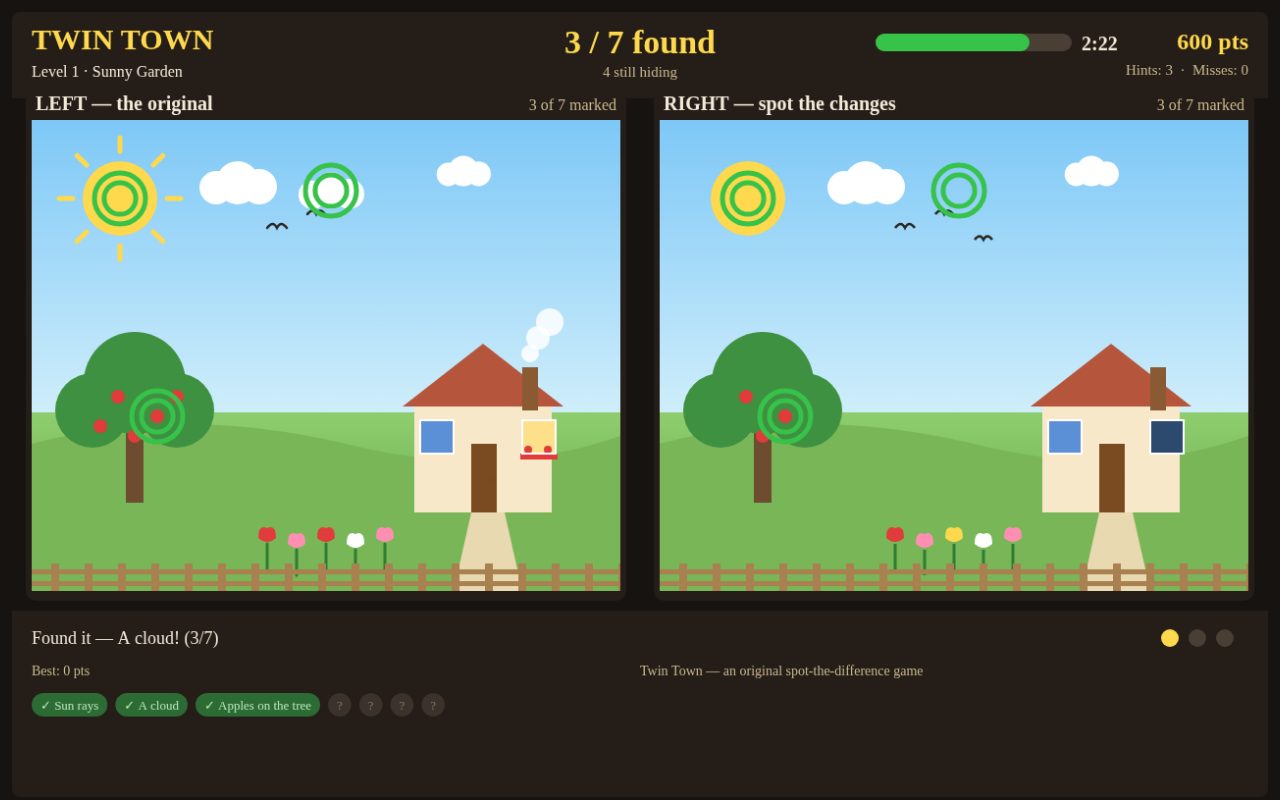 TWIN TOWN
Level 1 · Sunny Garden
3 / 7 found
4 still hiding
2:22
600 pts
Hints: 3 · Misses: 0
LEFT — the original
3 of 7 marked
RIGHT — spot the changes
3 of 7 marked
Found it — A cloud! (3/7)
Best: 0 pts
Twin Town — an original spot-the-difference game
✓ Sun rays
✓ A cloud
✓ Apples on the tree
?
?
?
?